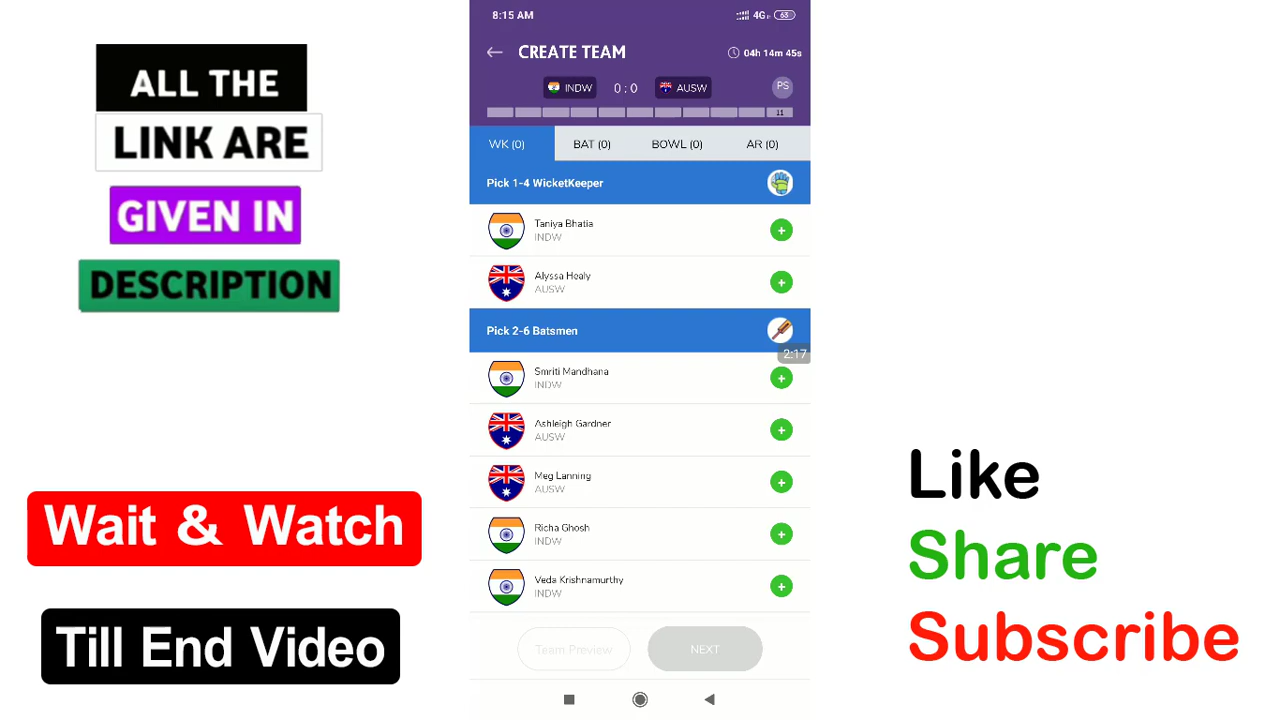 ALL THE
LINK ARE
GIVEN IN
DESCRIPTION
Wait & Watch
Till End Video
8:15 AM
4G
63
CREATE TEAM
04h 14m 45s
INDW
0 : 0
AUSW
PS
11
WK (0)
BAT (0)
BOWL (0)
AR (0)
Pick 1-4 WicketKeeper
Taniya Bhatia
INDW
+
Alyssa Healy
AUSW
+
Pick 2-6 Batsmen
2:17
Smriti Mandhana
INDW
+
Ashleigh Gardner
AUSW
+
Meg Lanning
AUSW
+
Richa Ghosh
INDW
+
Veda Krishnamurthy
INDW
+
Team Preview
NEXT
Like
Share
Subscribe